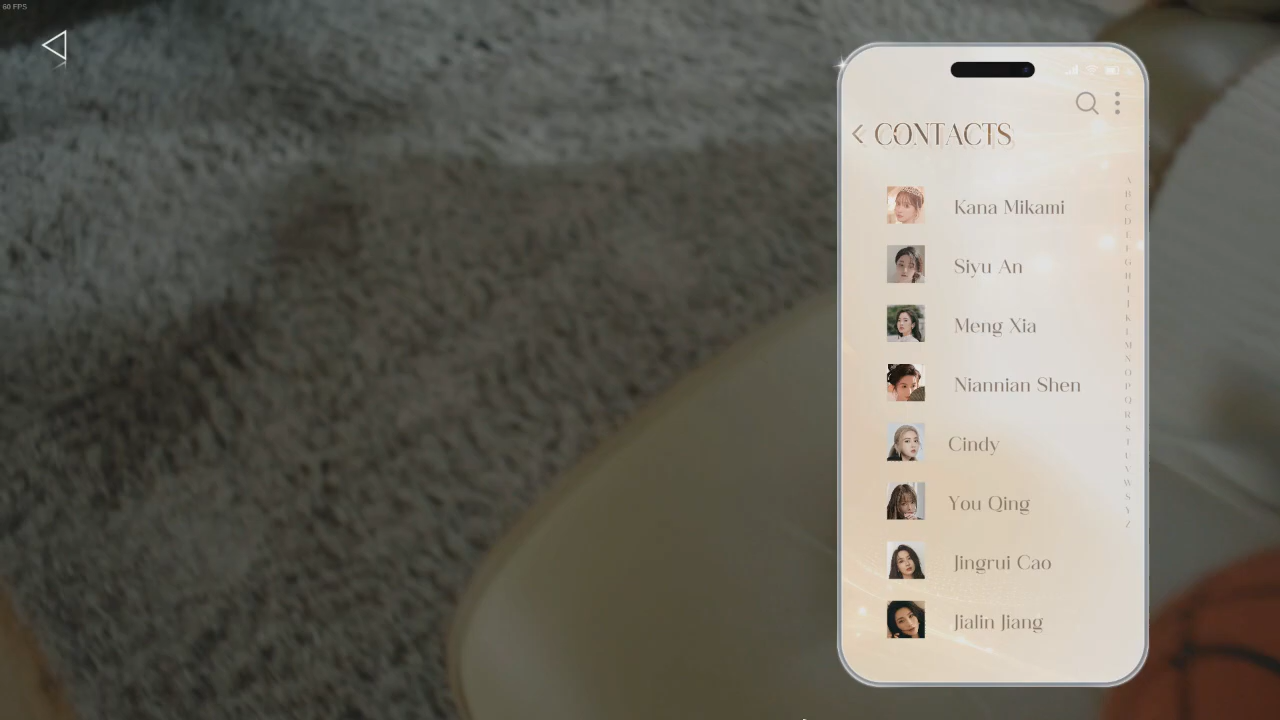 60 FPS
CONTACTS
Kana Mikami
Siyu An
Meng Xia
Niannian Shen
Cindy
You Qing
Jingrui Cao
Jialin Jiang
A
B
C
D
E
F
G
H
I
J
K
L
M
N
O
P
Q
R
S
T
U
V
W
S
Y
Z